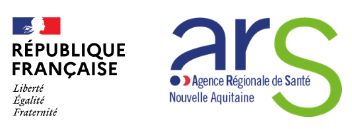 RÉPUBLIQUE
FRANÇAISE
Liberté
Égalité
Fraternité
ars
Agence Régionale de Santé
Nouvelle Aquitaine